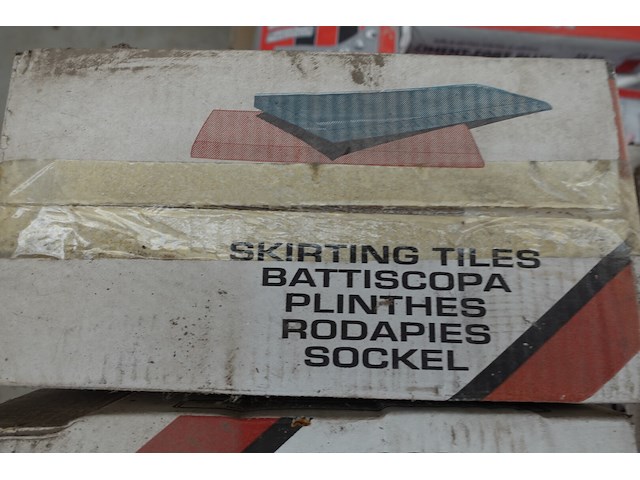 SKIRTING TILES
BATTISCOPA
PLINTHES
RODAPIES
SOCKEL